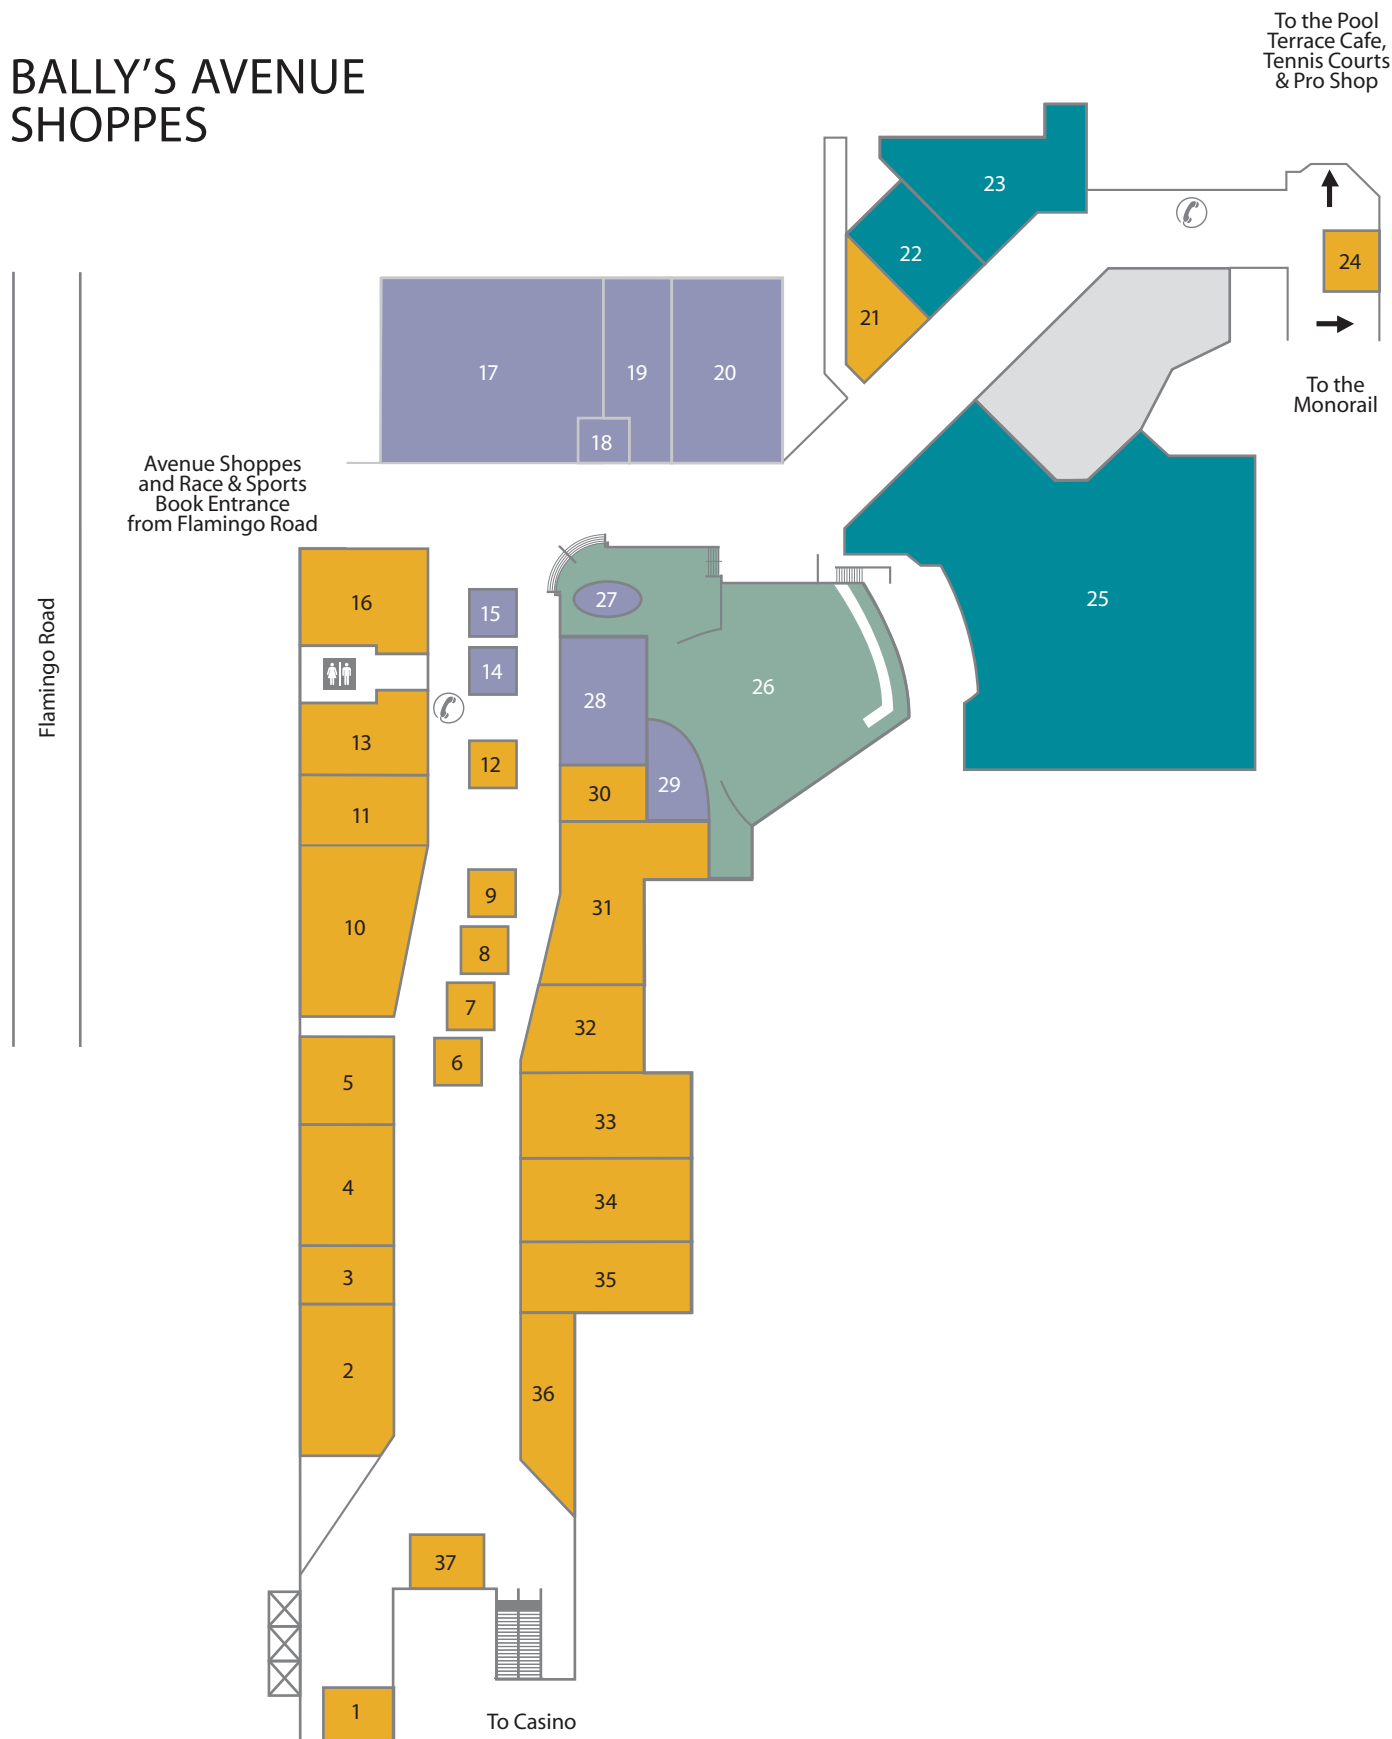 To the Pool
Terrace Cafe,
Tennis Courts
& Pro Shop
BALLY'S AVENUE
SHOPPES
23
22
24
21
17
19
20
18
To the
Monorail
Avenue Shoppes
and Race & Sports
Book Entrance
from Flamingo Road
Flamingo Road
16
15
27
25
14
28
26
13
12
30
29
11
10
9
31
8
7
32
6
5
33
4
34
3
35
2
36
37
1
To Casino